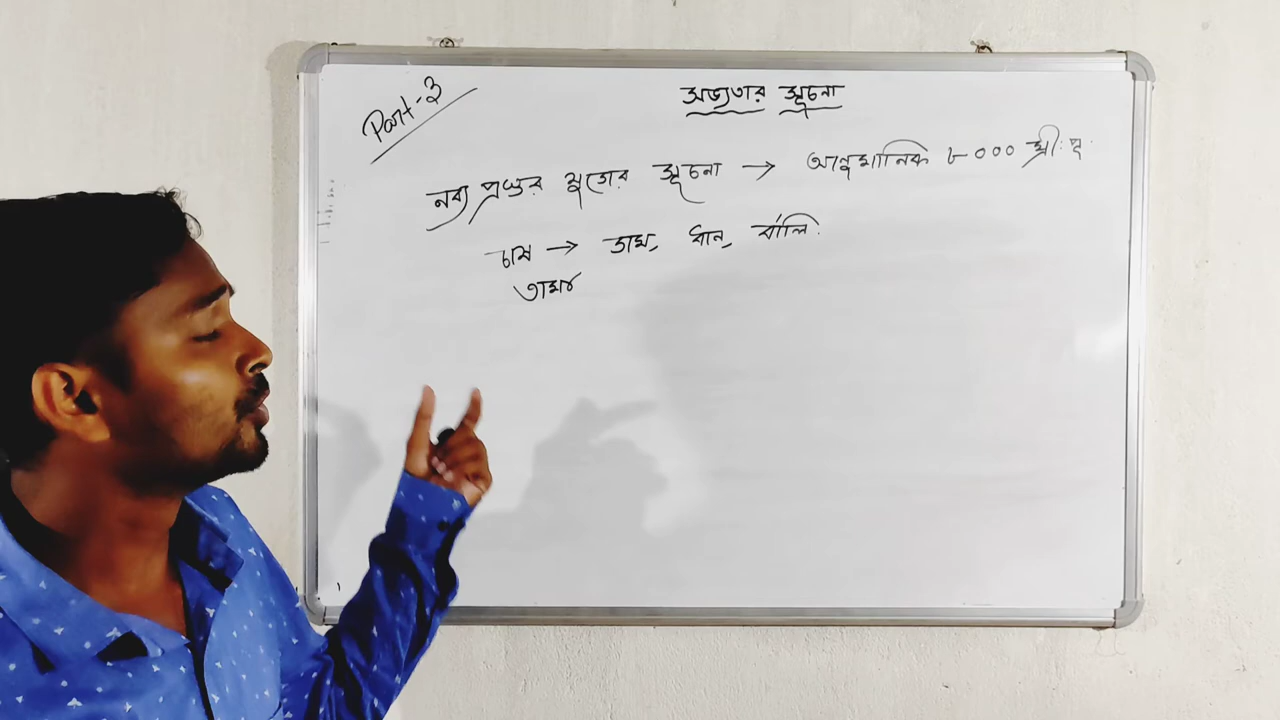 Part-3
সভ্যতার সূচনা
নব্য প্রস্তর যুগের সূচনা → আনুমানিক ৮০০০ খ্রীঃ পূ.
চাষ → , ধান, বার্লি.
তামা